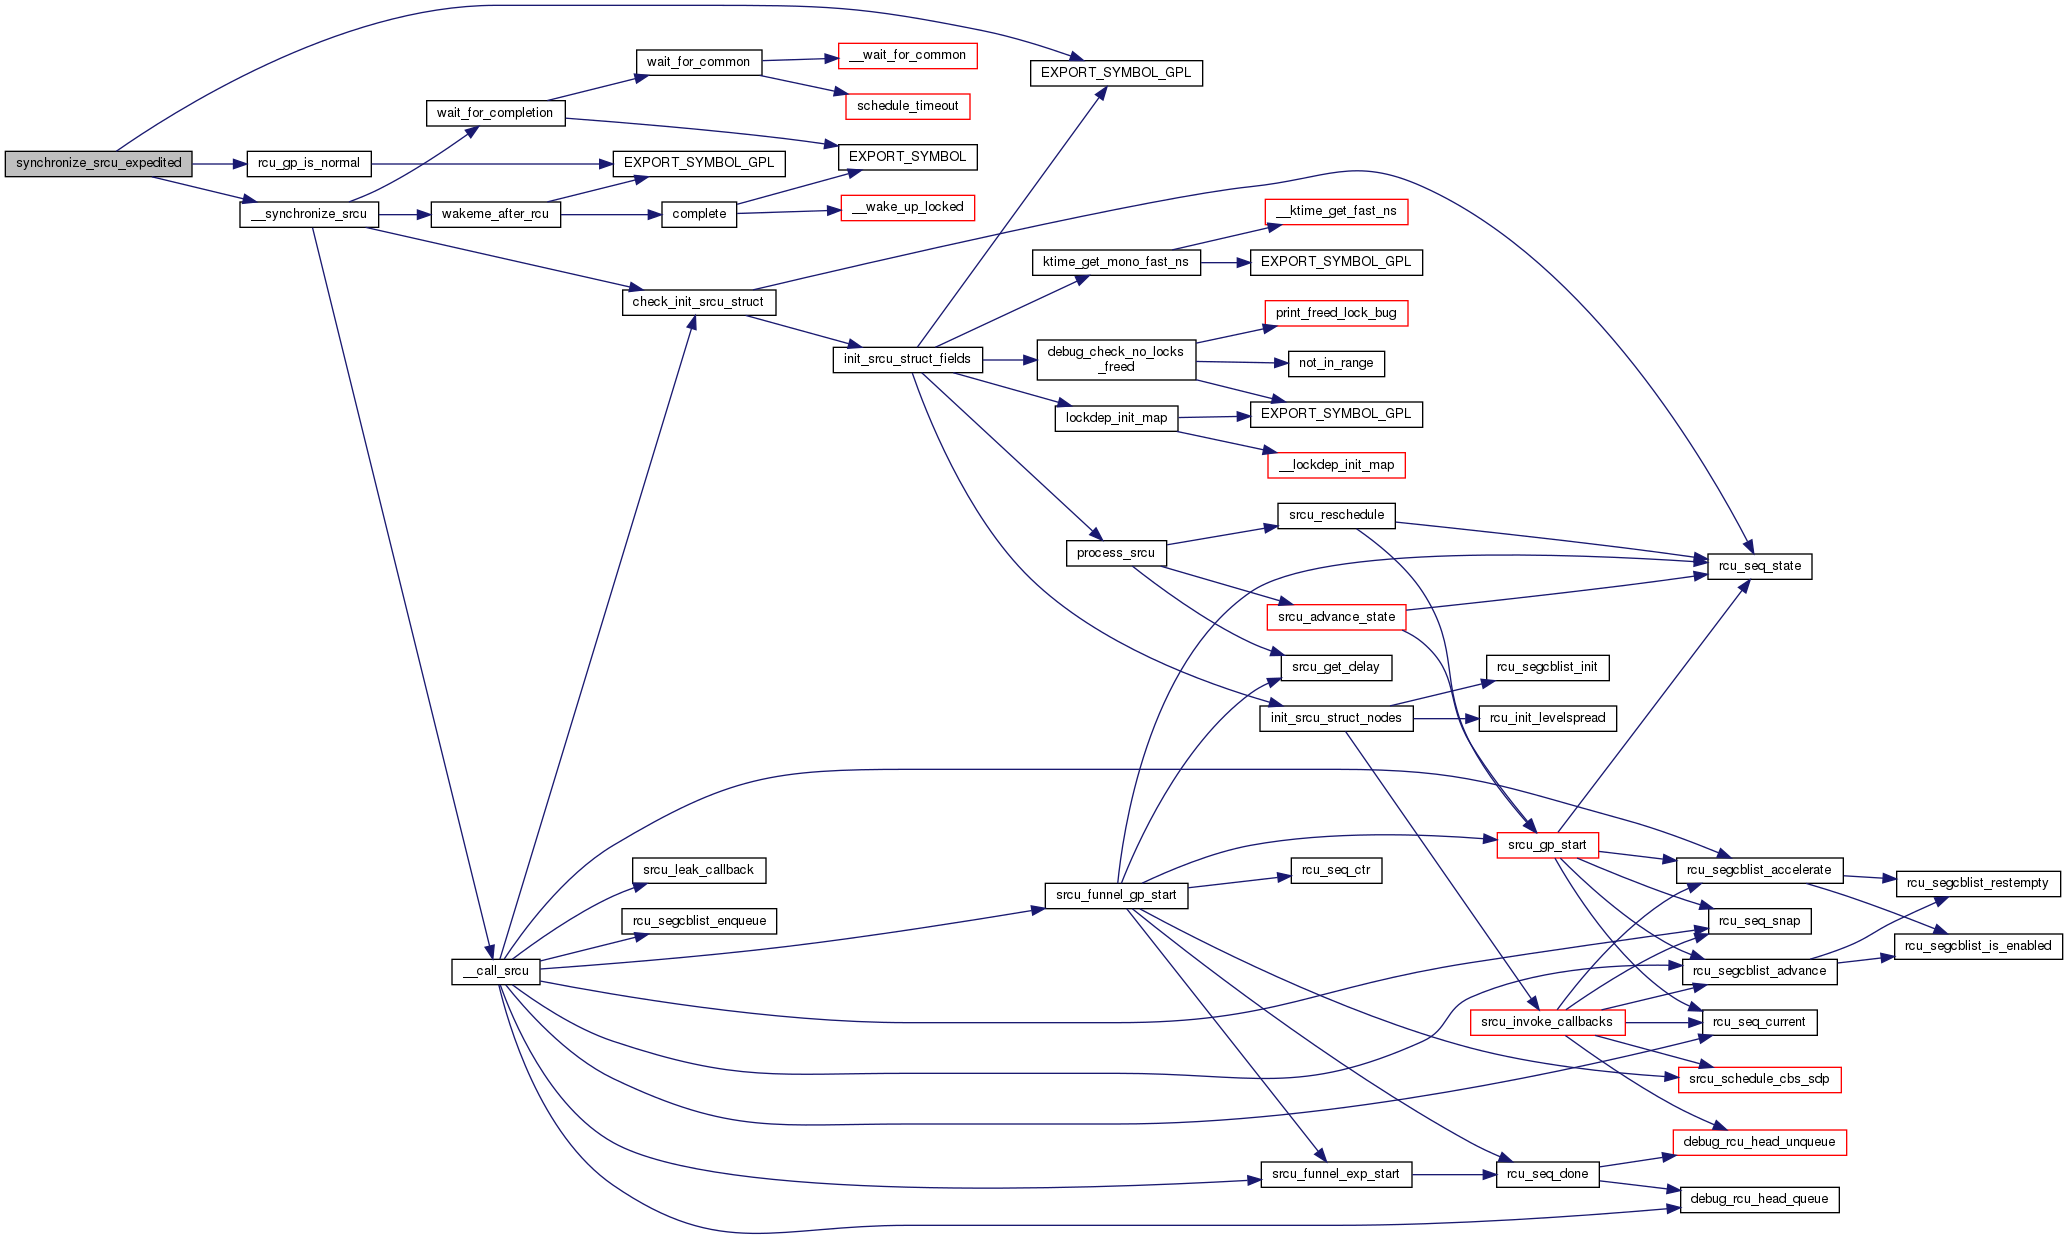 synchronize_srcu_expedited
rcu_gp_is_normal
__synchronize_srcu
wait_for_completion
wakeme_after_rcu
wait_for_common
EXPORT_SYMBOL_GPL
complete
check_init_srcu_struct
__call_srcu
srcu_leak_callback
rcu_segcblist_enqueue
__wait_for_common
schedule_timeout
EXPORT_SYMBOL
__wake_up_locked
init_srcu_struct_fields
EXPORT_SYMBOL_GPL
ktime_get_mono_fast_ns
debug_check_no_locks
_freed
lockdep_init_map
process_srcu
srcu_funnel_gp_start
__ktime_get_fast_ns
EXPORT_SYMBOL_GPL
print_freed_lock_bug
not_in_range
EXPORT_SYMBOL_GPL
__lockdep_init_map
srcu_reschedule
srcu_advance_state
srcu_get_delay
init_srcu_struct_nodes
rcu_seq_ctr
srcu_funnel_exp_start
rcu_segcblist_init
rcu_init_levelspread
srcu_gp_start
srcu_invoke_callbacks
rcu_seq_done
rcu_seq_state
rcu_segcblist_accelerate
rcu_seq_snap
rcu_segcblist_advance
rcu_seq_current
srcu_schedule_cbs_sdp
debug_rcu_head_unqueue
debug_rcu_head_queue
rcu_segcblist_restempty
rcu_segcblist_is_enabled